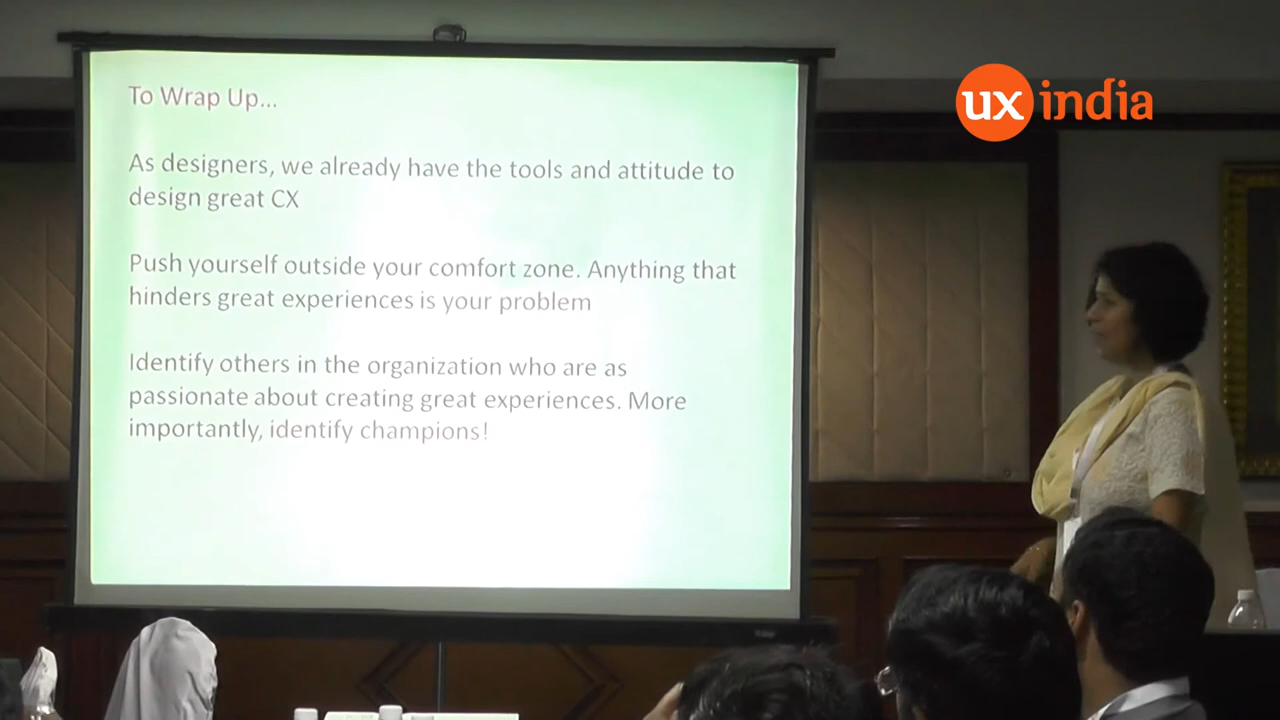 To Wrap Up...
As designers, we already have the tools and attitude to
design great CX
Push yourself outside your comfort zone. Anything that
hinders great experiences is your problem
Identify others in the organization who are as
passionate about creating great experiences. More
importantly, identify champions!
ux india